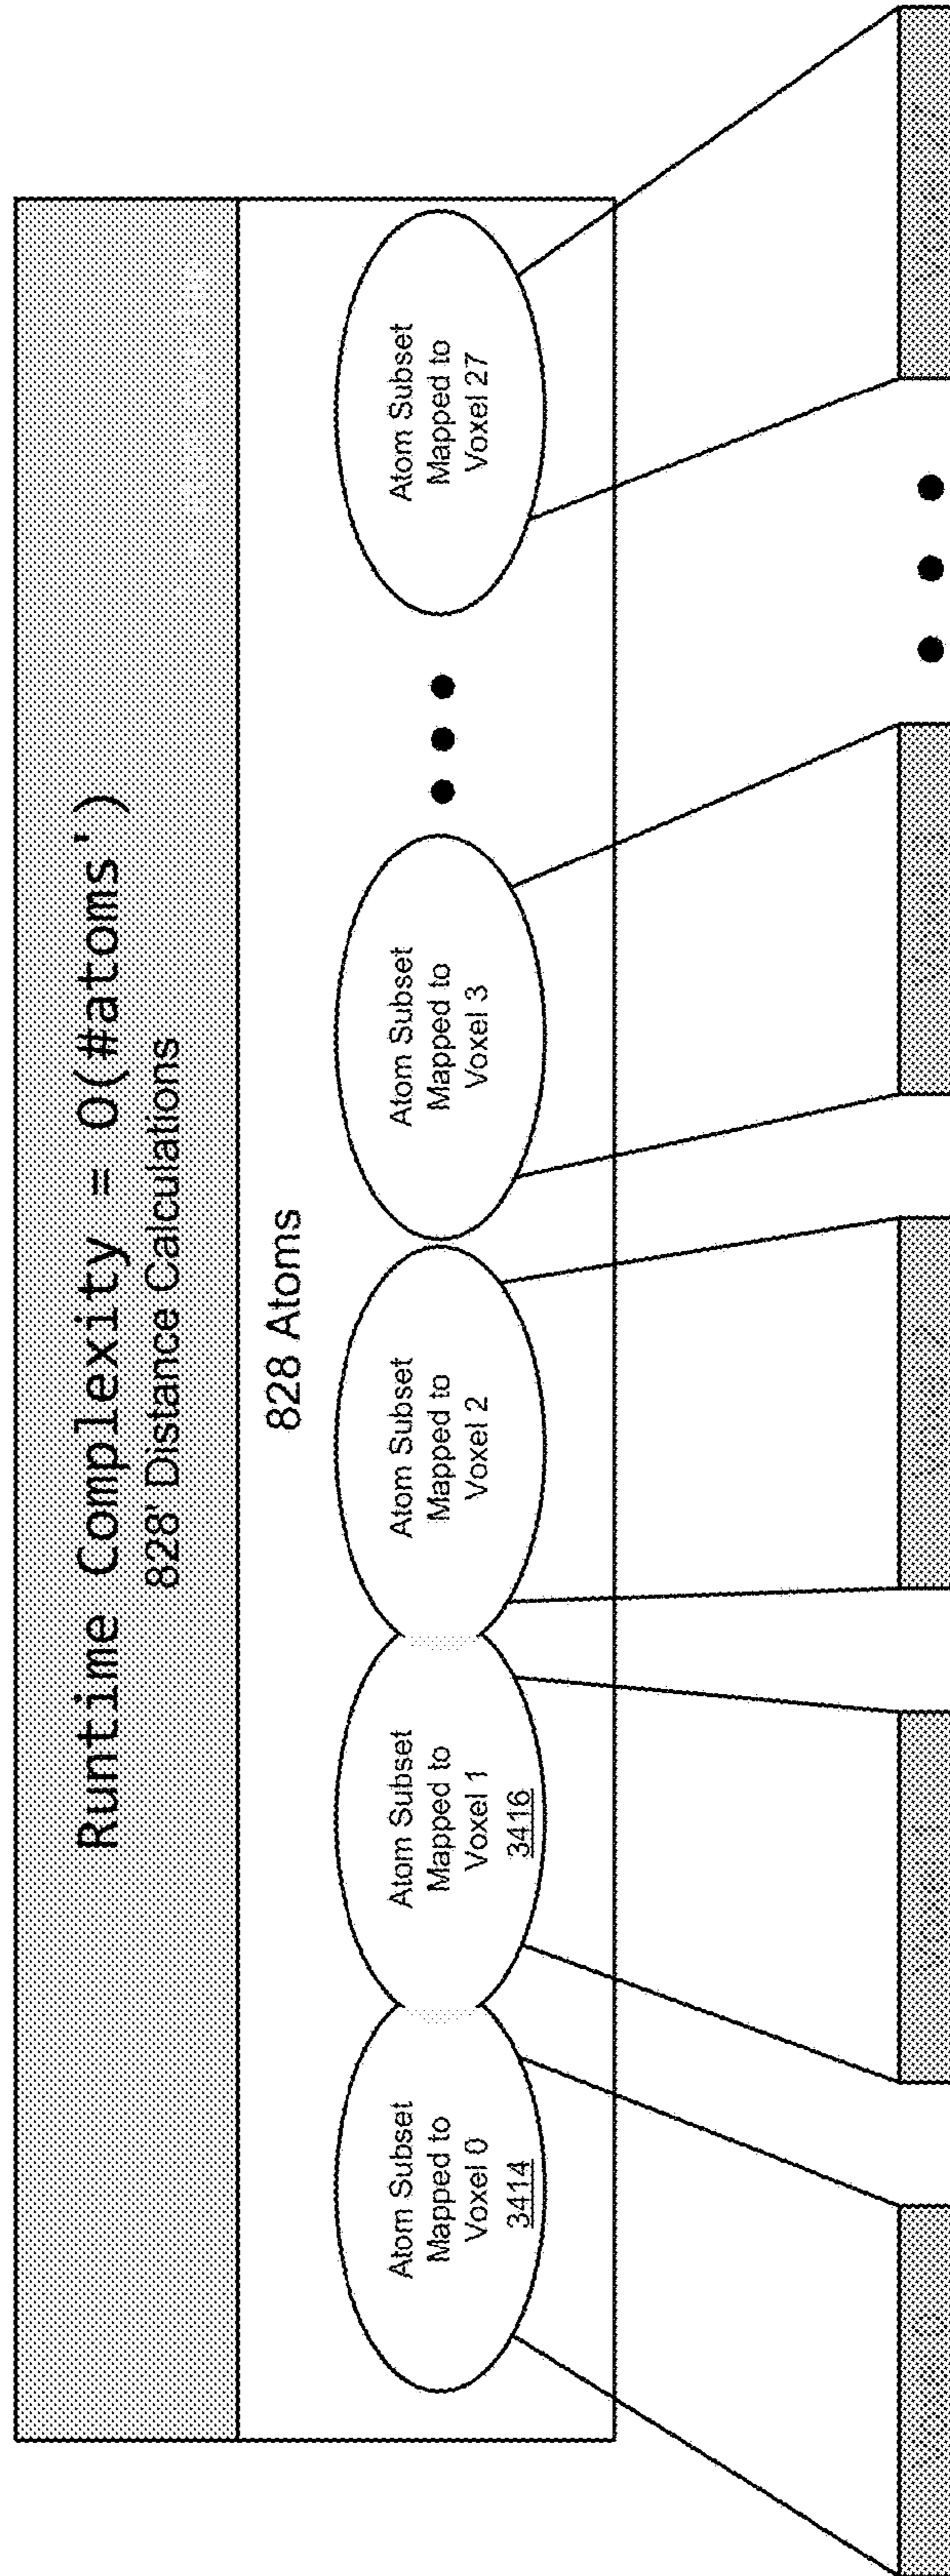 Runtime Complexity = O(#atoms')
828' Distance Calculations
828 Atoms
Atom Subset
Mapped to
Voxel 0
3414
Atom Subset
Mapped to
Voxel 1
3416
Atom Subset
Mapped to
Voxel 2
Atom Subset
Mapped to
Voxel 3
Atom Subset
Mapped to
Voxel 27